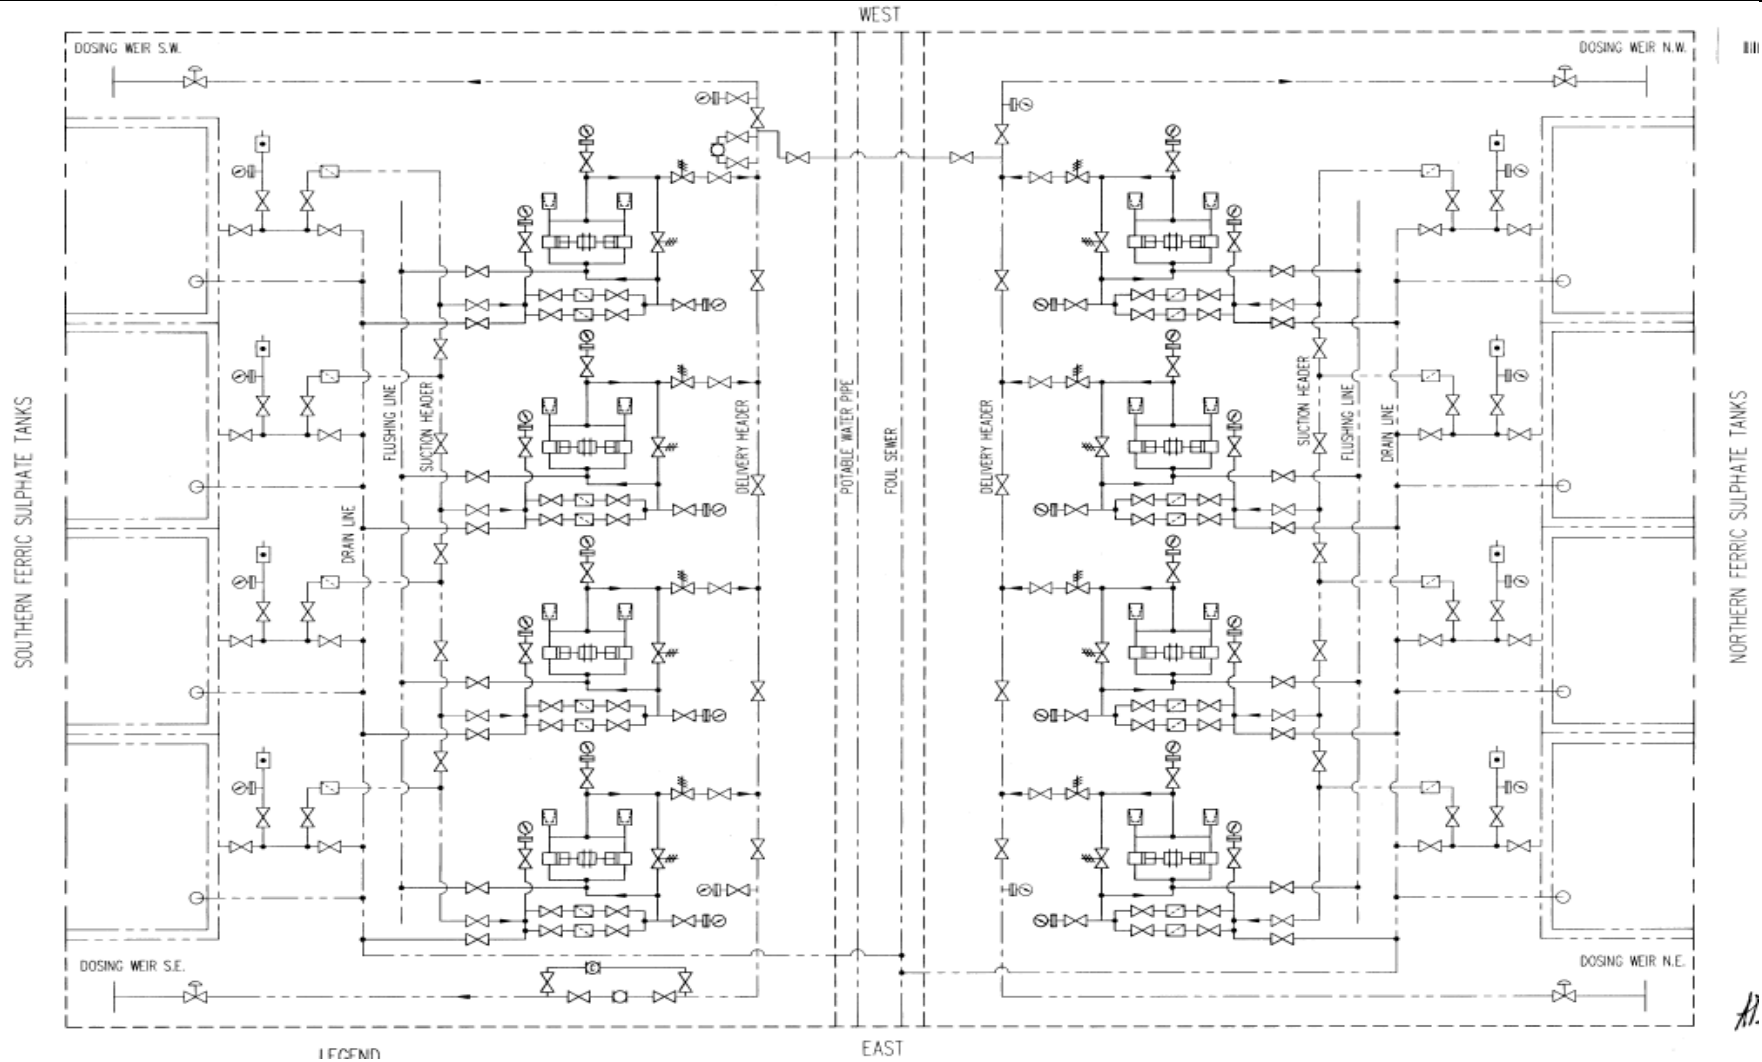 WEST
DOSING WEIR S.W.
DOSING WEIR N.W.
SOUTHERN FERRIC SULPHATE TANKS
DRAIN LINE
FLUSHING LINE
SUCTION HEADER
DELIVERY HEADER
POTABLE WATER PIPE
FOUL SEWER
DELIVERY HEADER
SUCTION HEADER
FLUSHING LINE
DRAIN LINE
NORTHERN FERRIC SULPHATE TANKS
DOSING WEIR S.E.
DOSING WEIR N.E.
LEGEND
EAST